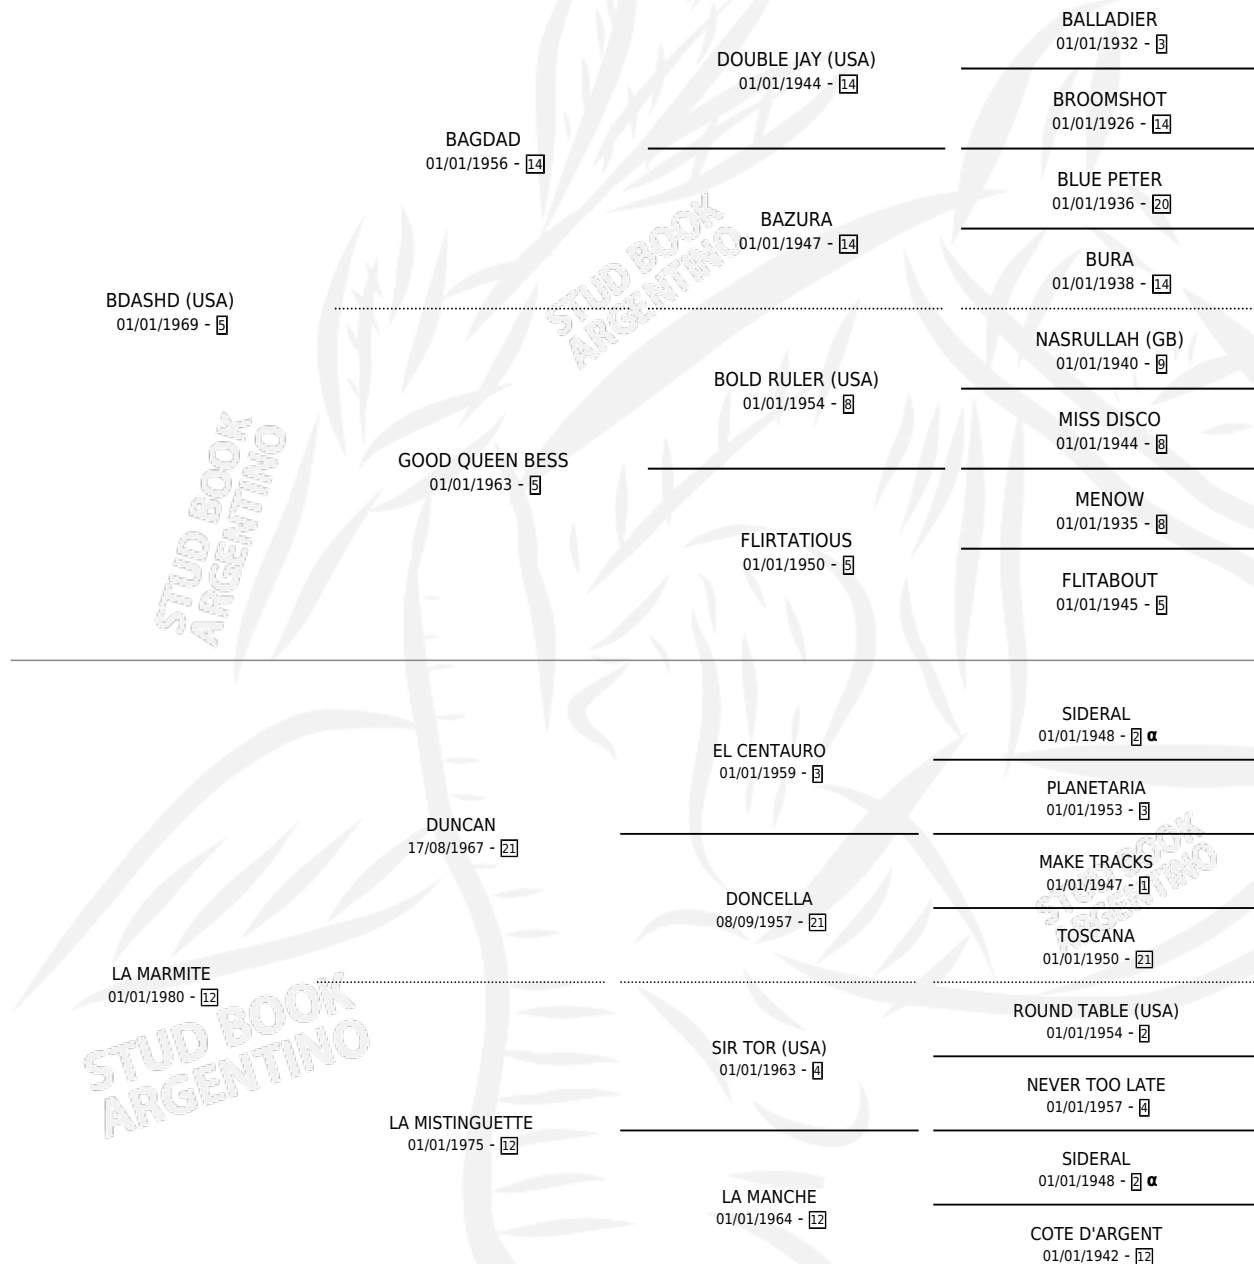 BALLADIER
01/01/1932 - 3
DOUBLE JAY (USA)
01/01/1944 - 14
BROOMSHOT
01/01/1926 - 14
BAGDAD
01/01/1956 - 14
BLUE PETER
01/01/1936 - 20
BAZURA
01/01/1947 - 14
STUD BOOK
ARGENTINO
BURA
01/01/1938 - 14
BDASHD (USA)
01/01/1969 - 5
NASRULLAH (GB)
01/01/1940 - 9
BOLD RULER (USA)
01/01/1954 - 8
MISS DISCO
01/01/1944 - 8
GOOD QUEEN BESS
01/01/1963 - 5
STUD BOOK
ARGENTINO
MENOW
01/01/1935 - 8
FLIRTATIOUS
01/01/1950 - 5
FLITABOUT
01/01/1945 - 5
SIDERAL
01/01/1948 - 2 α
EL CENTAURO
01/01/1959 - 3
PLANETARIA
01/01/1953 - 3
DUNCAN
17/08/1967 - 21
STUD BOOK
ARGENTINO
MAKE TRACKS
01/01/1947 - 1
DONCELLA
08/09/1957 - 21
TOSCANA
01/01/1950 - 21
LA MARMITE
01/01/1980 - 12
STUD BOOK
ARGENTINO
ROUND TABLE (USA)
01/01/1954 - 2
SIR TOR (USA)
01/01/1963 - 4
NEVER TOO LATE
01/01/1957 - 4
LA MISTINGUETTE
01/01/1975 - 12
SIDERAL
01/01/1948 - 2 α
LA MANCHE
01/01/1964 - 12
COTE D'ARGENT
01/01/1942 - 12